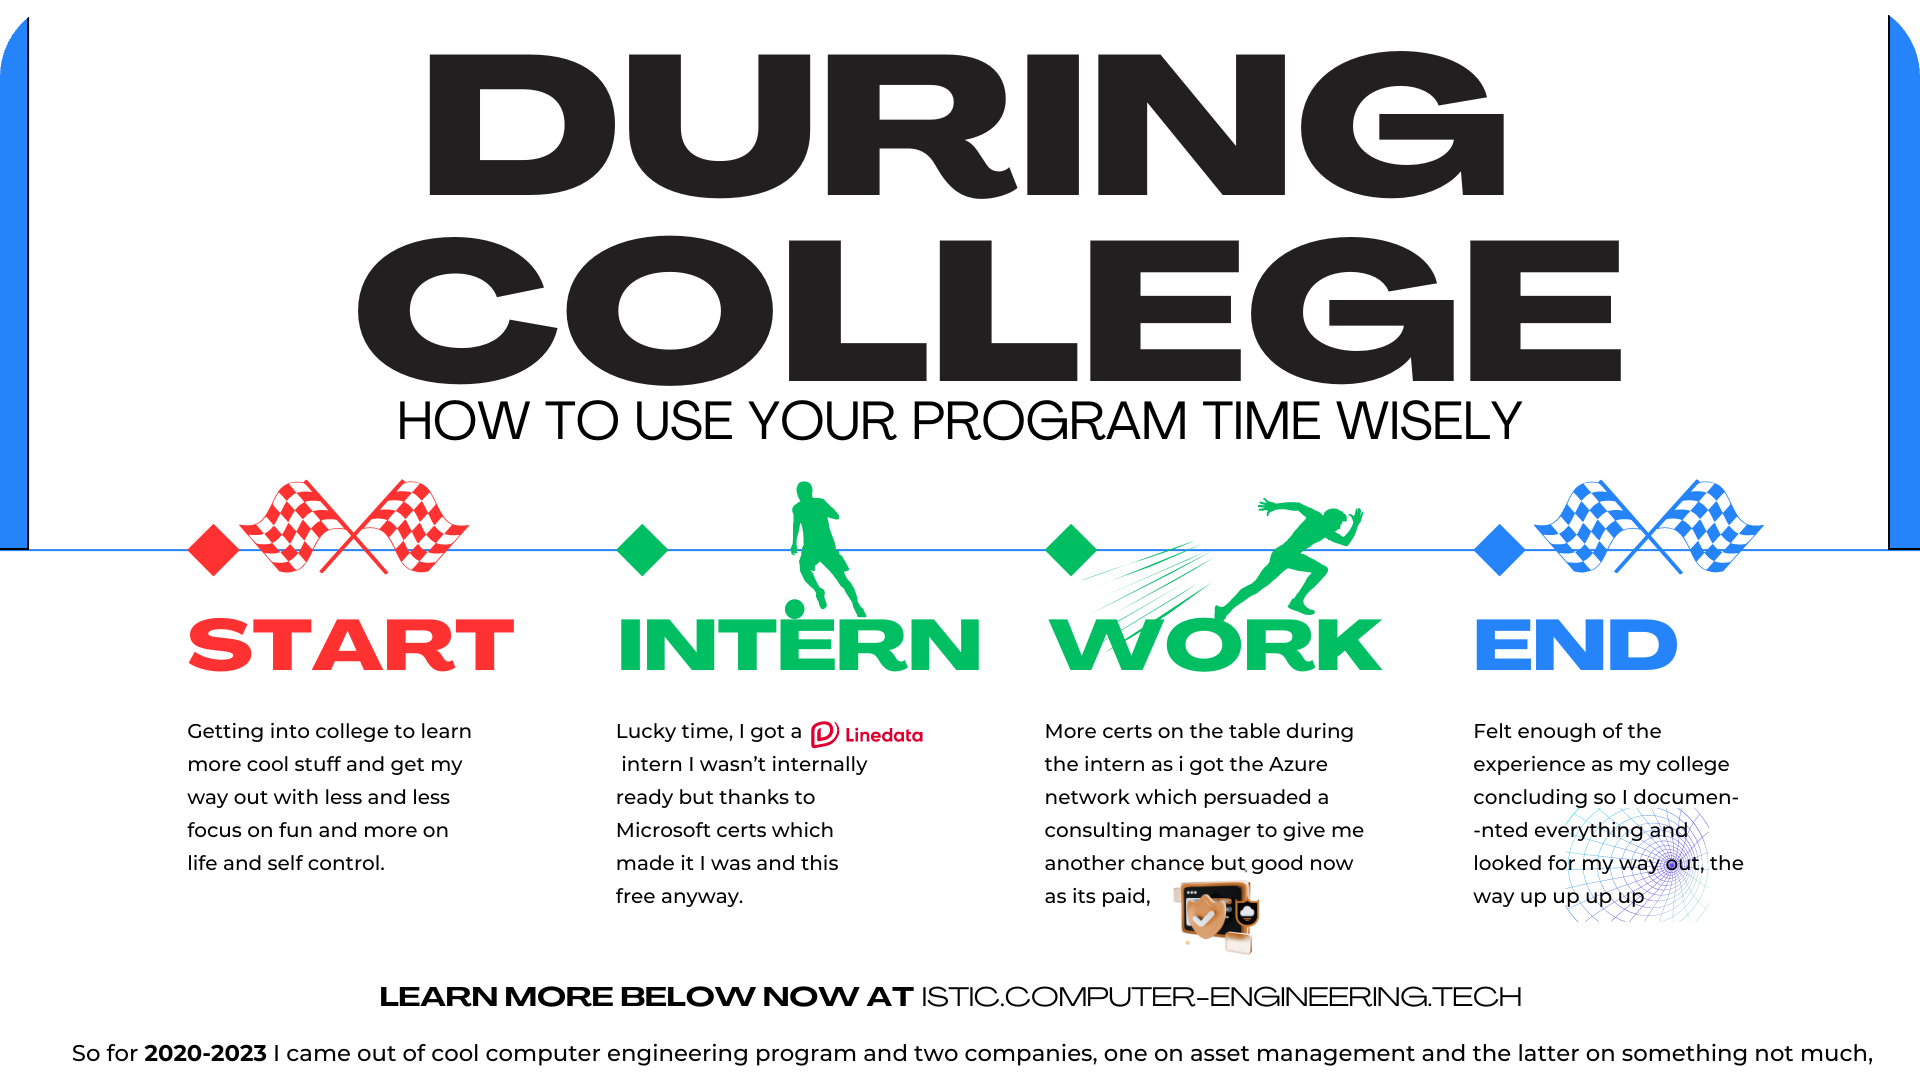 DURING
COLLEGE
HOW TO USE YOUR PROGRAM TIME WISELY
START
Getting into college to learn
more cool stuff and get my
way out with less and less
focus on fun and more on
life and self control.
INTERN
Lucky time, I got a Linedata
intern I wasn't internally
ready but thanks to
Microsoft certs which
made it I was and this
free anyway.
WORK
More certs on the table during
the intern as i got the Azure
network which persuaded a
consulting manager to give me
another chance but good now
as its paid,
END
Felt enough of the
experience as my college
concluding so I documen-
-nted everything and
looked for my way out, the
way up up up up
LEARN MORE BELOW NOW AT ISTIC.COMPUTER-ENGINEERING.TECH
So for 2020-2023 I came out of cool computer engineering program and two companies, one on asset management and the latter on something not much,